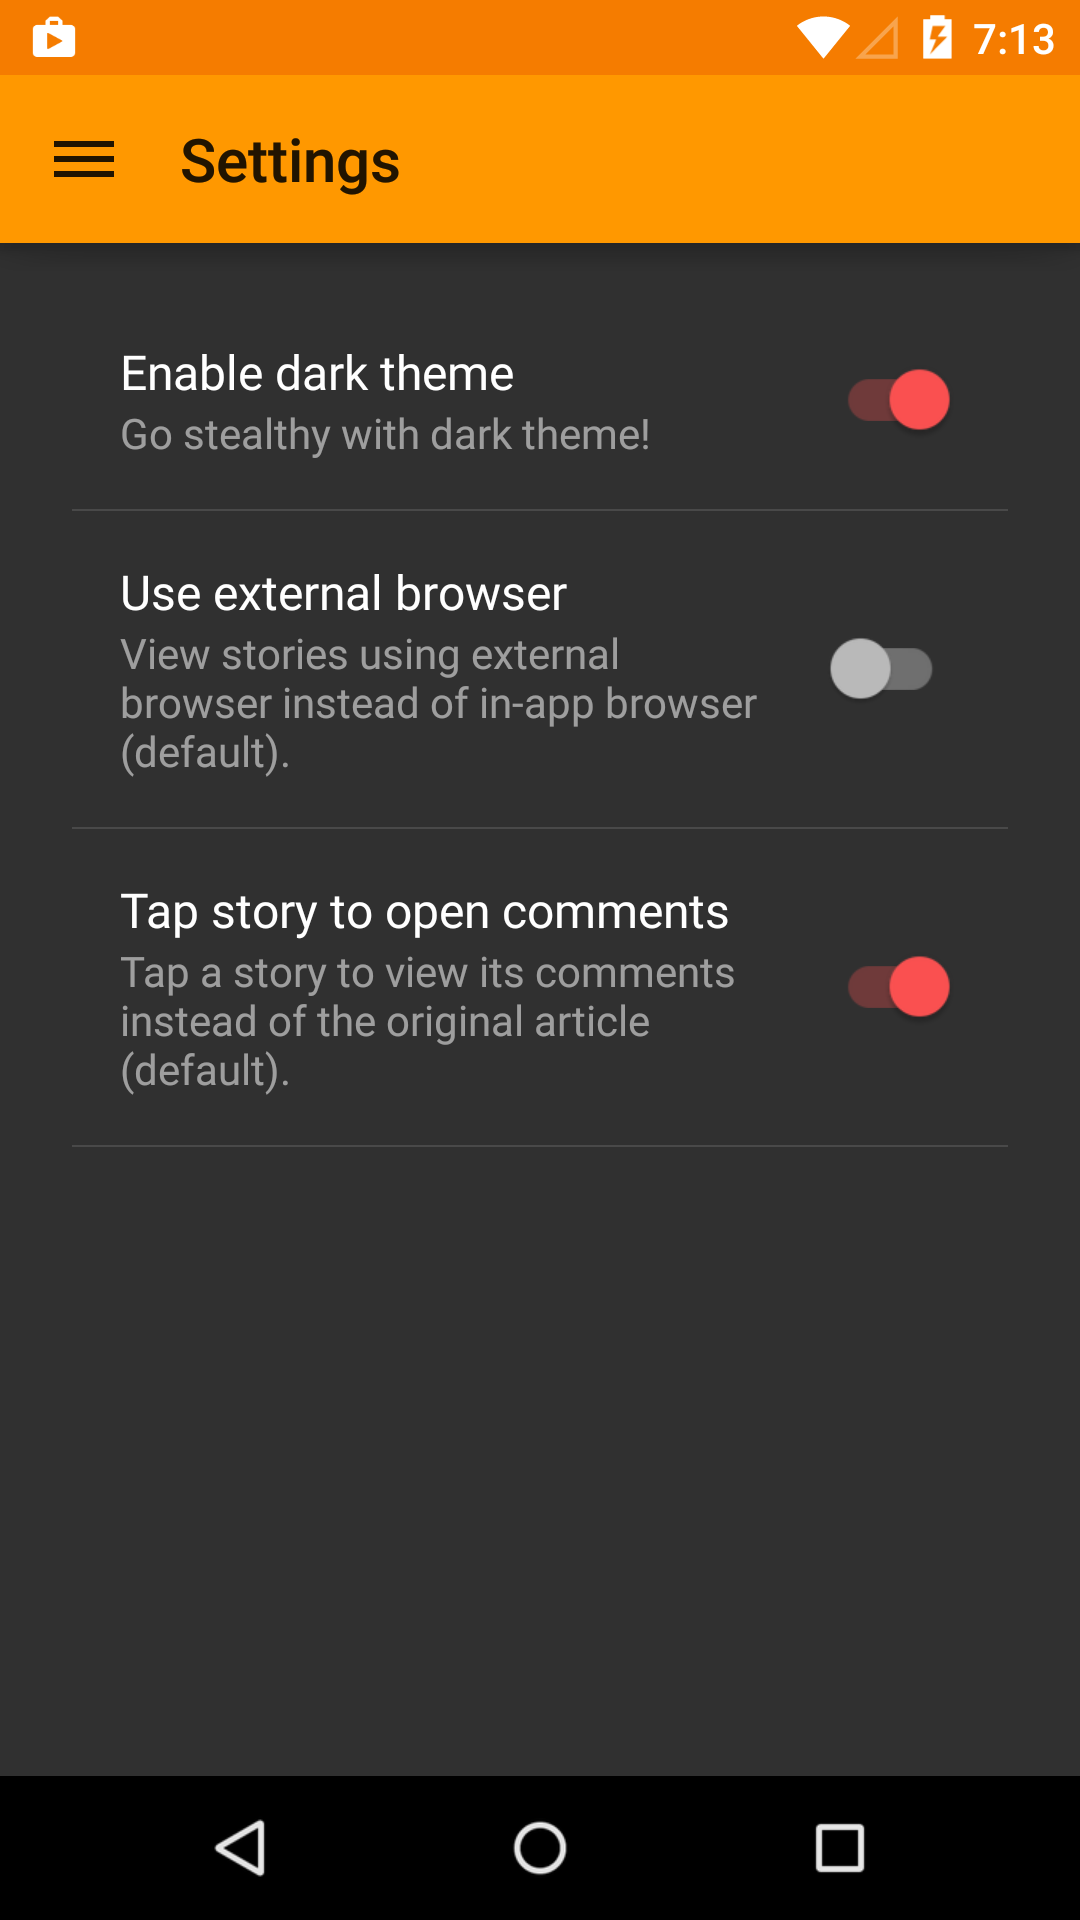 7:13
Settings
Enable dark theme
Go stealthy with dark theme!
Use external browser
View stories using external
browser instead of in-app browser
(default).
Tap story to open comments
Tap a story to view its comments
instead of the original article
(default).